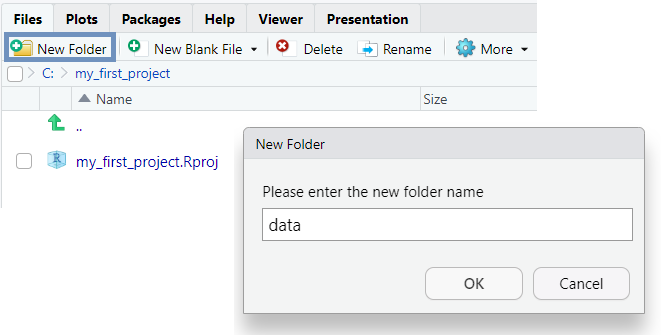 Files Plots Packages Help Viewer Presentation
New Folder New Blank File Delete Rename More
C: my_first_project
Name Size
..
my_first_project.Rproj
New Folder
Please enter the new folder name
data
OK Cancel